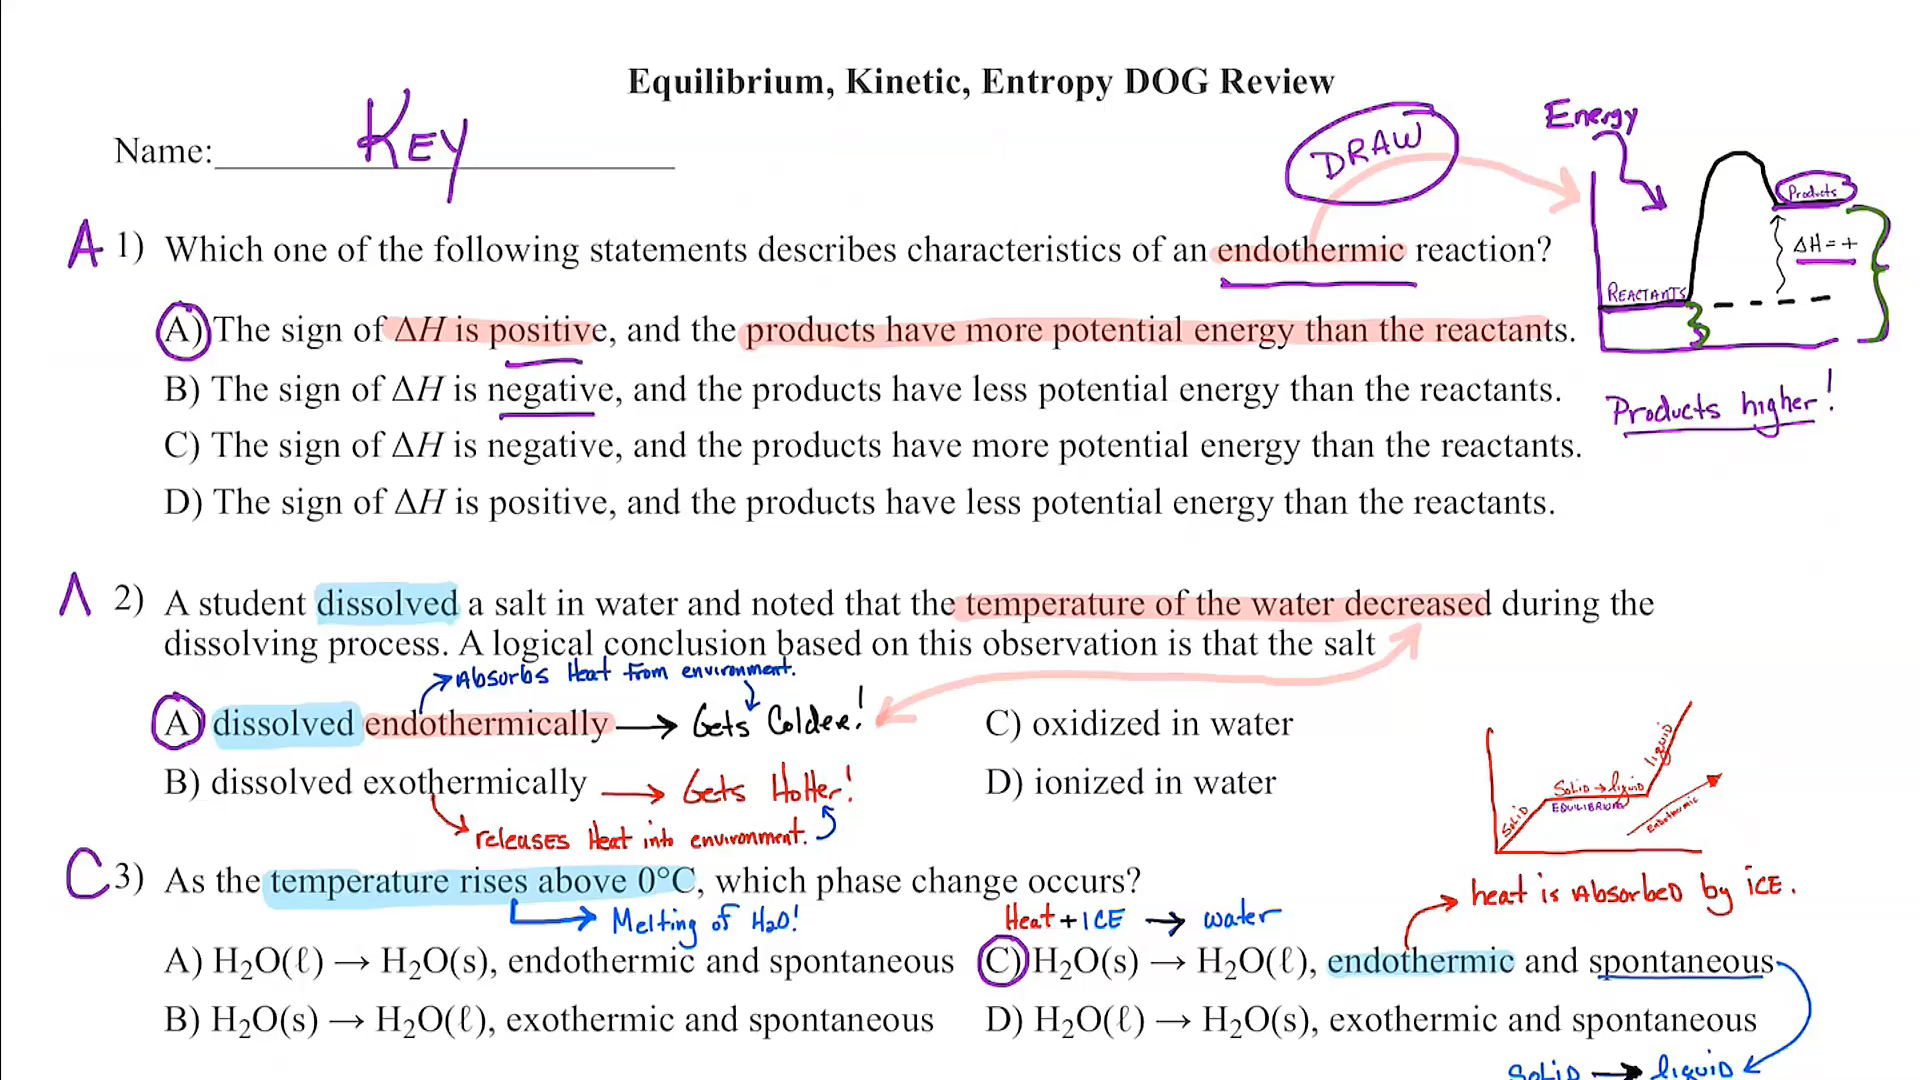 Equilibrium, Kinetic, Entropy DOG Review
Name: KEY
DRAW
Energy
Products
ΔH = +
REACTANTS
Products higher!
A 1) Which one of the following statements describes characteristics of an endothermic reaction?
A) The sign of ΔH is positive, and the products have more potential energy than the reactants.
B) The sign of ΔH is negative, and the products have less potential energy than the reactants.
C) The sign of ΔH is negative, and the products have more potential energy than the reactants.
D) The sign of ΔH is positive, and the products have less potential energy than the reactants.
A 2) A student dissolved a salt in water and noted that the temperature of the water decreased during the
dissolving process. A logical conclusion based on this observation is that the salt
→ Absorbs Heat from environment.
A) dissolved endothermically → Gets Colder!
C) oxidized in water
B) dissolved exothermically → Gets Hotter!
D) ionized in water
releases Heat into environment.
Solid
Solid → liquid
EQUILIBRIUM
liquid
Endothermic
C 3) As the temperature rises above 0°C, which phase change occurs?
→ Melting of H2O!
Heat + ICE → water
heat is Absorbed by ICE.
A) H₂O(ℓ) → H₂O(s), endothermic and spontaneous
C) H₂O(s) → H₂O(ℓ), endothermic and spontaneous
B) H₂O(s) → H₂O(ℓ), exothermic and spontaneous
D) H₂O(ℓ) → H₂O(s), exothermic and spontaneous
Solid → liquid